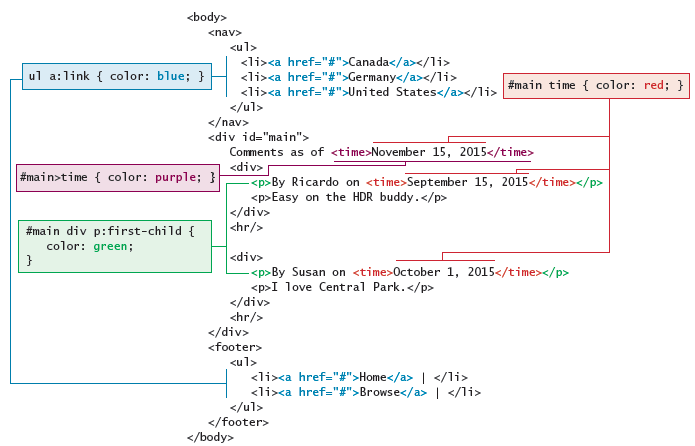 <body>
<nav>
<ul>
<li><a href="#">Canada</a></li>
ul a:link { color: blue; }
<li><a href="#">Germany</a></li>
<li><a href="#">United States</a></li>
#main time { color: red; }
</ul>
</nav>
<div id="main">
Comments as of <time>November 15, 2015</time>
<div>
#main>time { color: purple; }
<p>By Ricardo on <time>September 15, 2015</time></p>
<p>Easy on the HDR buddy.</p>
</div>
<hr/>
#main div p:first-child {
color: green;
}
<div>
<p>By Susan on <time>October 1, 2015</time></p>
<p>I love Central Park.</p>
</div>
<hr/>
</div>
<footer>
<ul>
<li><a href="#">Home</a> | </li>
<li><a href="#">Browse</a> | </li>
</ul>
</footer>
</body>